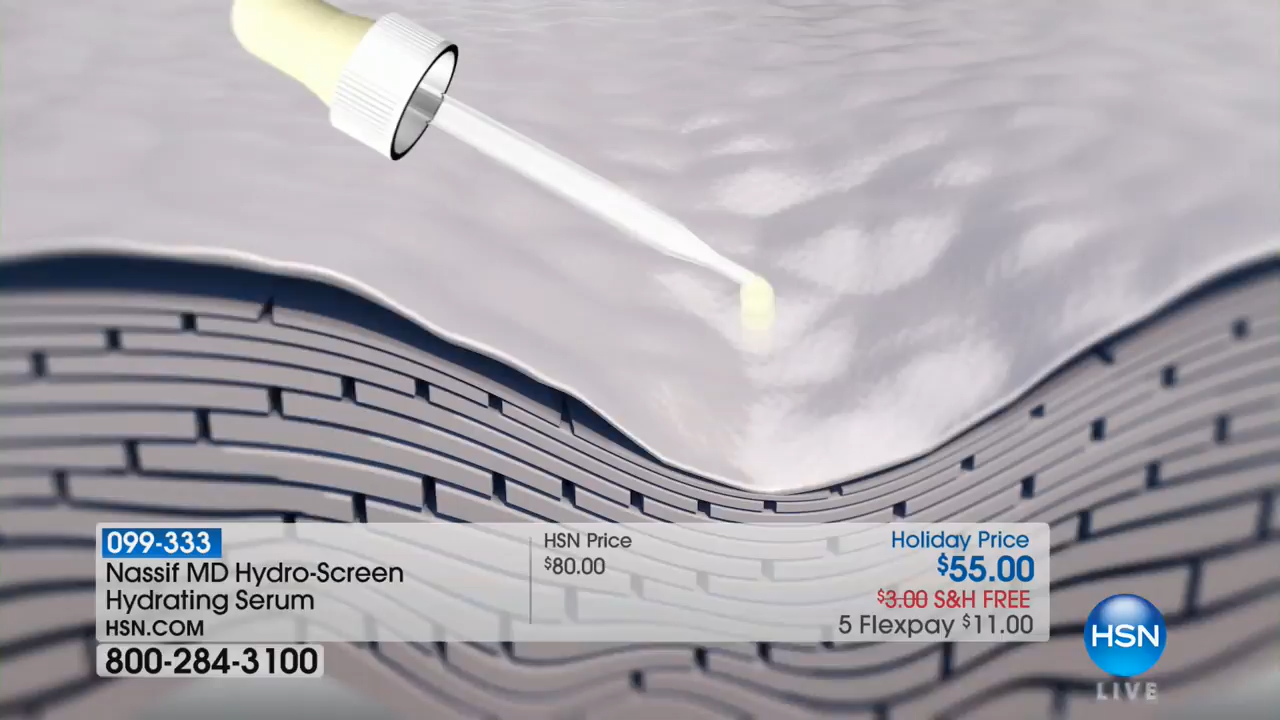 099-333
Nassif MD Hydro-Screen
Hydrating Serum
HSN.COM
800-284-3100
HSN Price
$80.00
Holiday Price
$55.00
$3.00 S&H FREE
5 Flexpay $11.00
HSN
LIVE